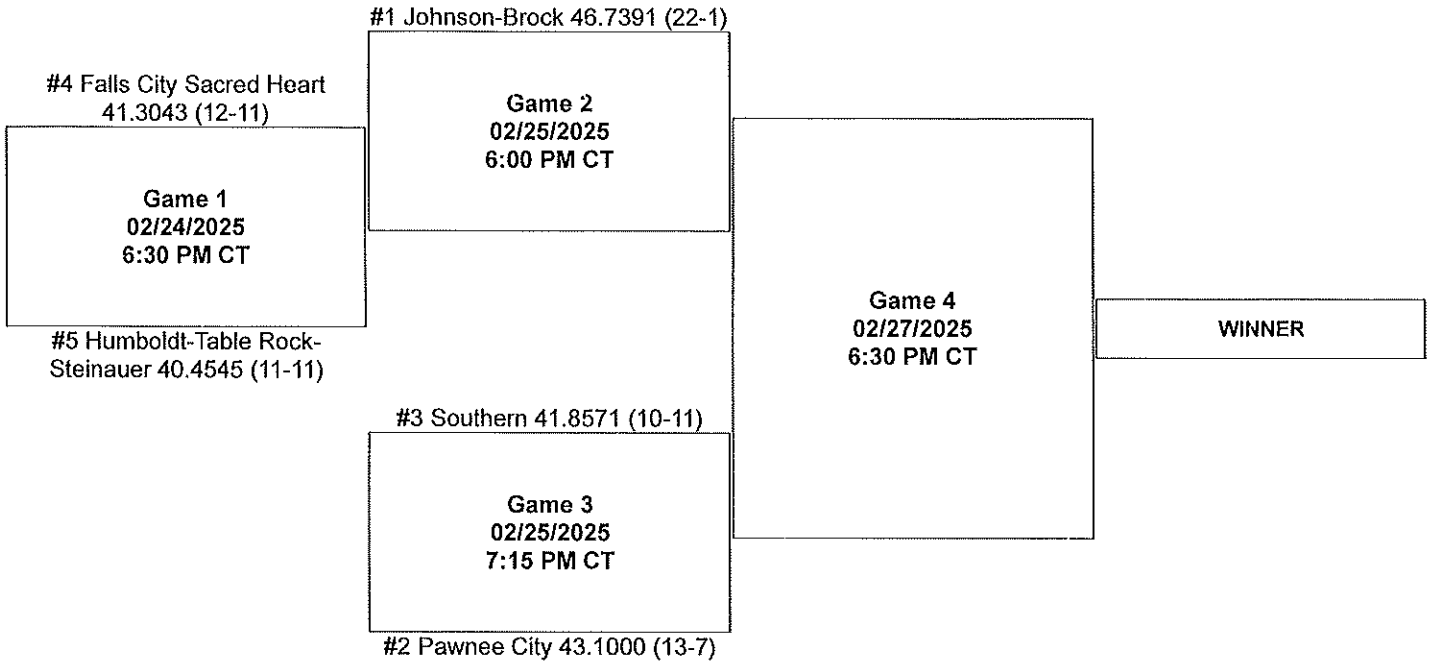 #1 Johnson-Brock 46.7391 (22-1)
#4 Falls City Sacred Heart
41.3043 (12-11)
Game 2
02/25/2025
6:00 PM CT
Game 1
02/24/2025
6:30 PM CT
#5 Humboldt-Table Rock-
Steinauer 40.4545 (11-11)
Game 4
02/27/2025
6:30 PM CT
WINNER
#3 Southern 41.8571 (10-11)
Game 3
02/25/2025
7:15 PM CT
#2 Pawnee City 43.1000 (13-7)